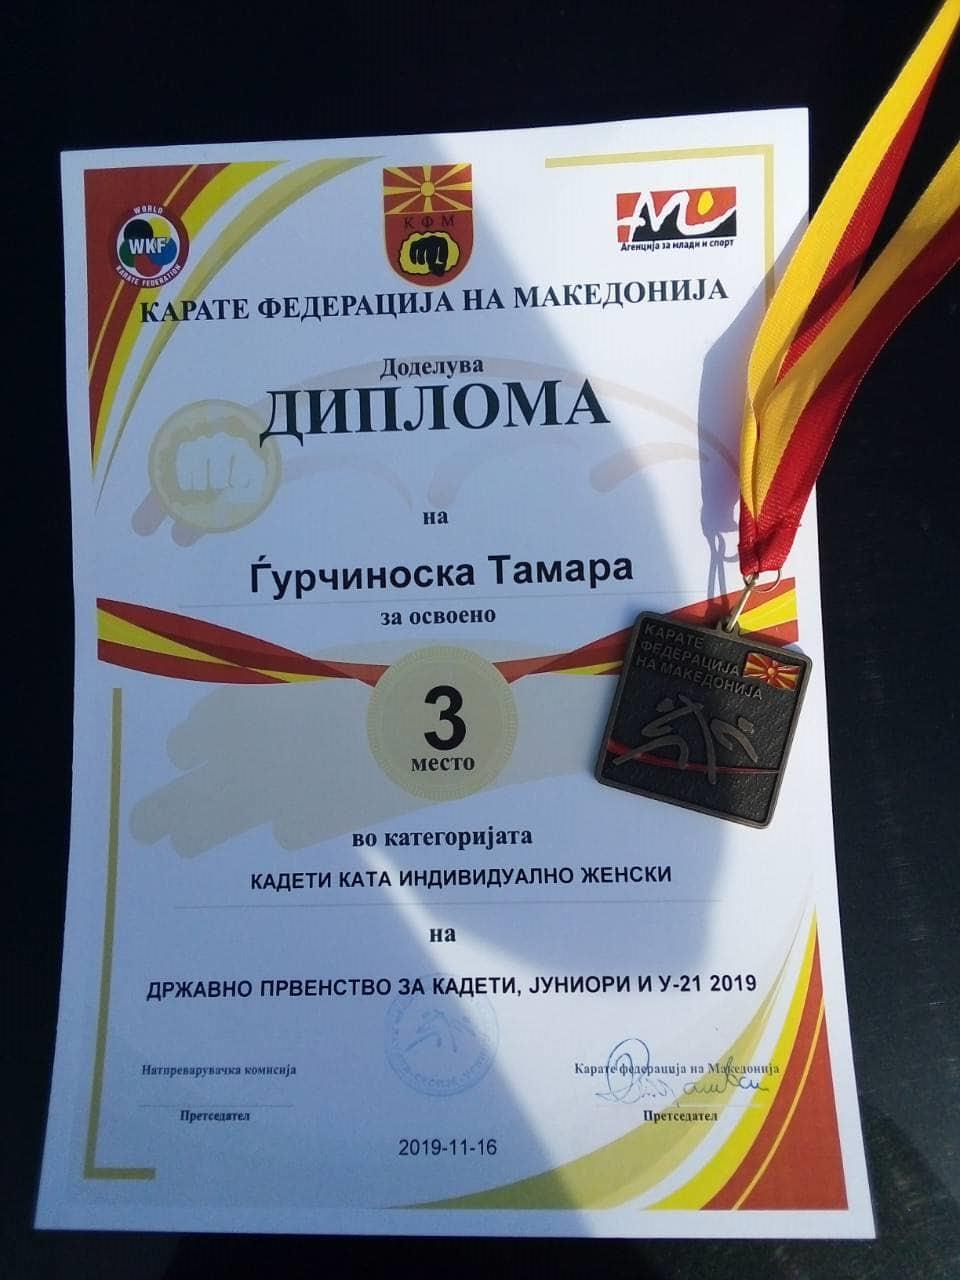 WORLD
WKF
KARATE FEDERATION
КФМ
Агенција за млади и спорт
КАРАТЕ ФЕДЕРАЦИЈА НА МАКЕДОНИЈА
Доделува
ДИПЛОМА
на
Ѓурчиноска Тамара
за освоено
3
место
во категоријата
КАДЕТИ КАТА ИНДИВИДУАЛНО ЖЕНСКИ
на
ДРЖАВНО ПРВЕНСТВО ЗА КАДЕТИ, ЈУНИОРИ И У-21 2019
Натпреварувачка комисија
Претседател
Карате федерација на Македонија
Претседател
2019-11-16
КАРАТЕ
ФЕДЕРАЦИЈА
НА МАКЕДОНИЈА